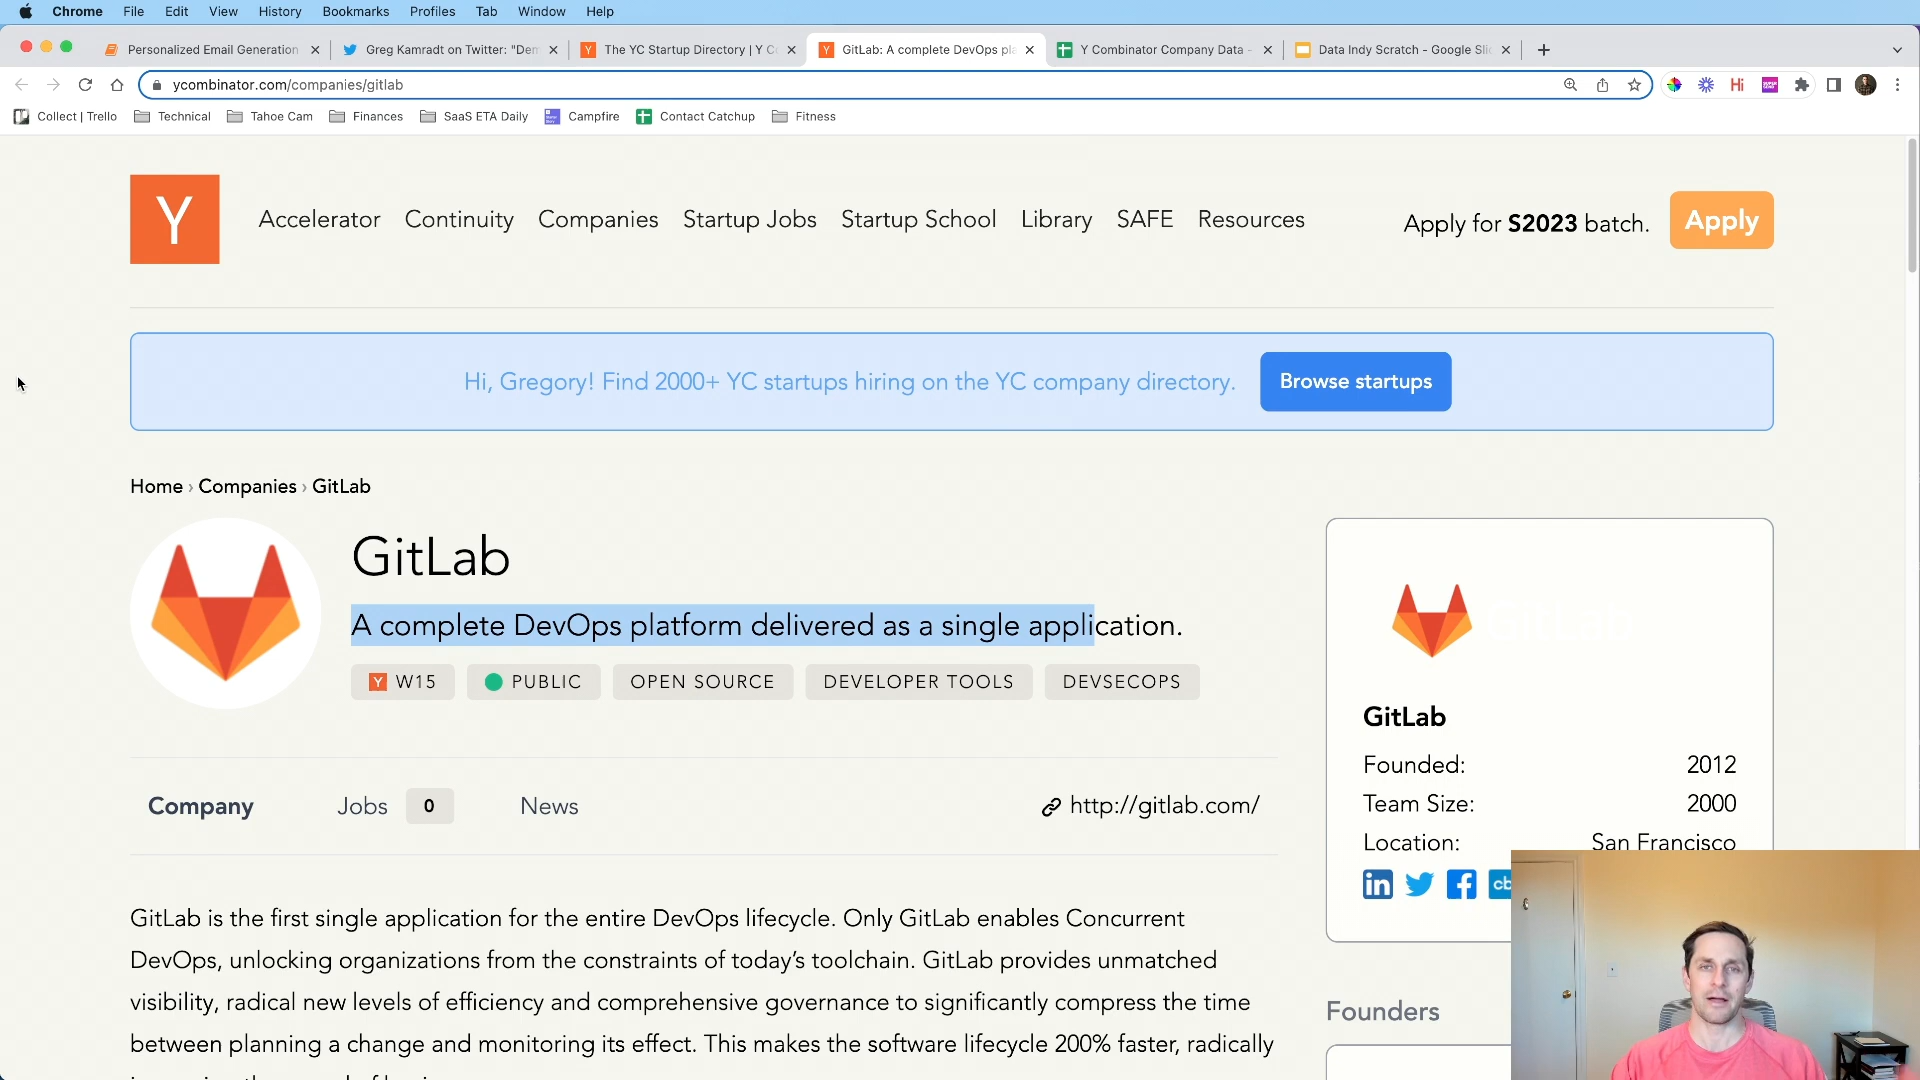 Chrome File Edit View History Bookmarks Profiles Tab Window Help
Personalized Email Generation
Greg Kamradt on Twitter: "Dem
The YC Startup Directory | Y Co
GitLab: A complete DevOps pla
Y Combinator Company Data -
Data Indy Scratch - Google Slic
ycombinator.com/companies/gitlab
Hi
Collect | Trello
Technical
Tahoe Cam
Finances
SaaS ETA Daily
Campfire
Contact Catchup
Fitness
Y
Accelerator Continuity Companies Startup Jobs Startup School Library SAFE Resources
Apply for S2023 batch.
Apply
Hi, Gregory! Find 2000+ YC startups hiring on the YC company directory.
Browse startups
Home › Companies › GitLab
GitLab
A complete DevOps platform delivered as a single application.
Y W15
PUBLIC
OPEN SOURCE
DEVELOPER TOOLS
DEVSECOPS
Company
Jobs 0
News
http://gitlab.com/
GitLab is the first single application for the entire DevOps lifecycle. Only GitLab enables Concurrent
DevOps, unlocking organizations from the constraints of today's toolchain. GitLab provides unmatched
visibility, radical new levels of efficiency and comprehensive governance to significantly compress the time
between planning a change and monitoring its effect. This makes the software lifecycle 200% faster, radically
GitLab
Founded: 2012
Team Size: 2000
Location: San Francisco
in
cb
Founders